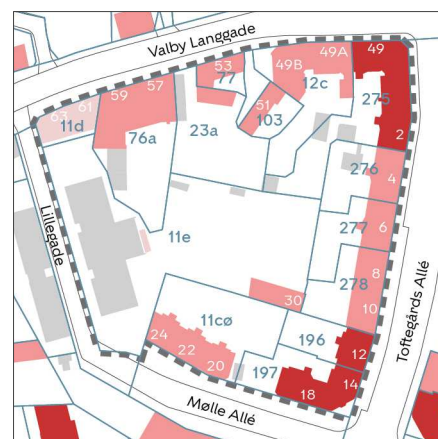 Valby Langgade
49A
49
53
49B
57
77
12c
59
61
51
275
63
11d
103
23a
76a
2
276
4
277
6
11e
Lillegade
278
8
30
10
11cø
196
24
12
22
Toftegårds Allé
20
197
14
18
Mølle Allé